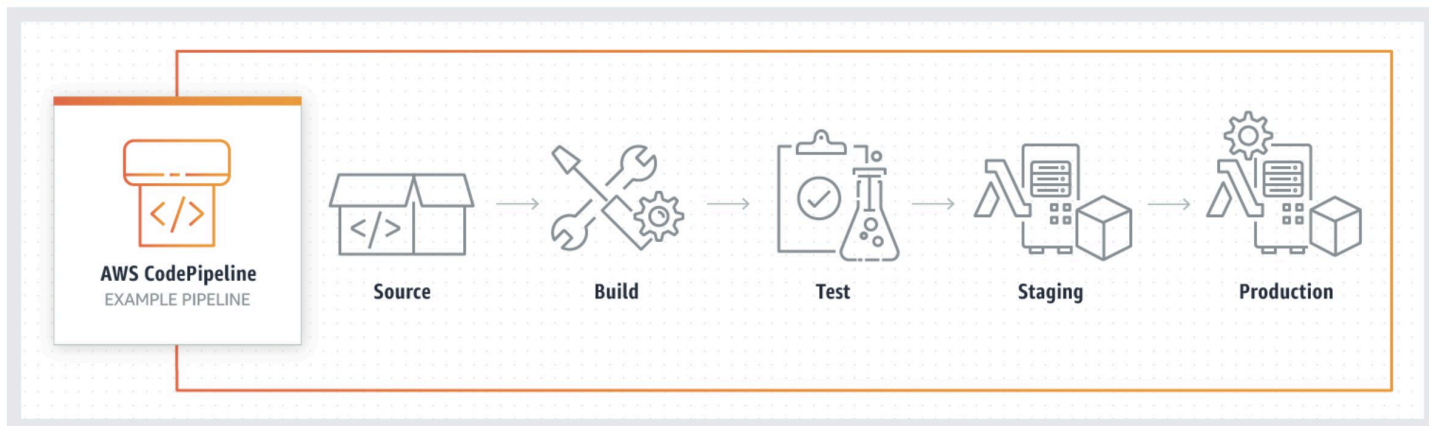 AWS CodePipeline
EXAMPLE PIPELINE
</>
</>
Source
Build
Test
Staging
Production